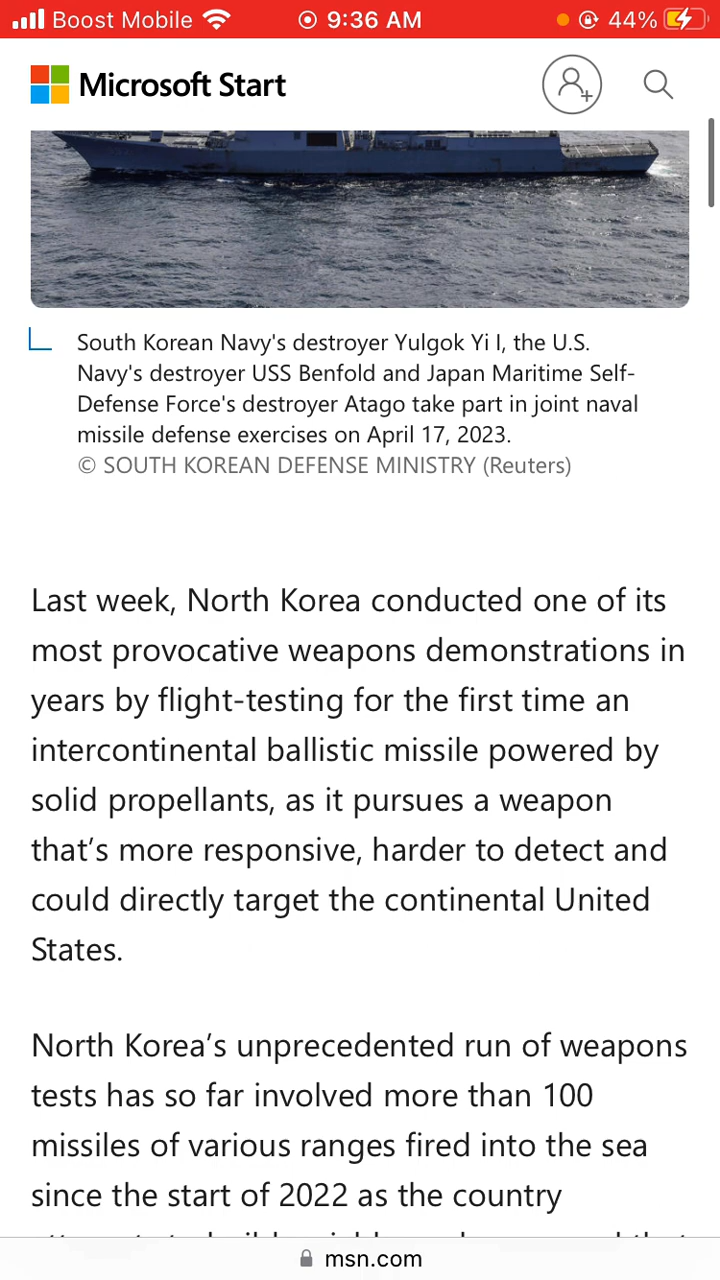 Boost Mobile 9:36 AM 44%
Microsoft Start
South Korean Navy's destroyer Yulgok Yi I, the U.S.
Navy's destroyer USS Benfold and Japan Maritime Self-
Defense Force's destroyer Atago take part in joint naval
missile defense exercises on April 17, 2023.
© SOUTH KOREAN DEFENSE MINISTRY (Reuters)
Last week, North Korea conducted one of its
most provocative weapons demonstrations in
years by flight-testing for the first time an
intercontinental ballistic missile powered by
solid propellants, as it pursues a weapon
that’s more responsive, harder to detect and
could directly target the continental United
States.
North Korea’s unprecedented run of weapons
tests has so far involved more than 100
missiles of various ranges fired into the sea
since the start of 2022 as the country
msn.com